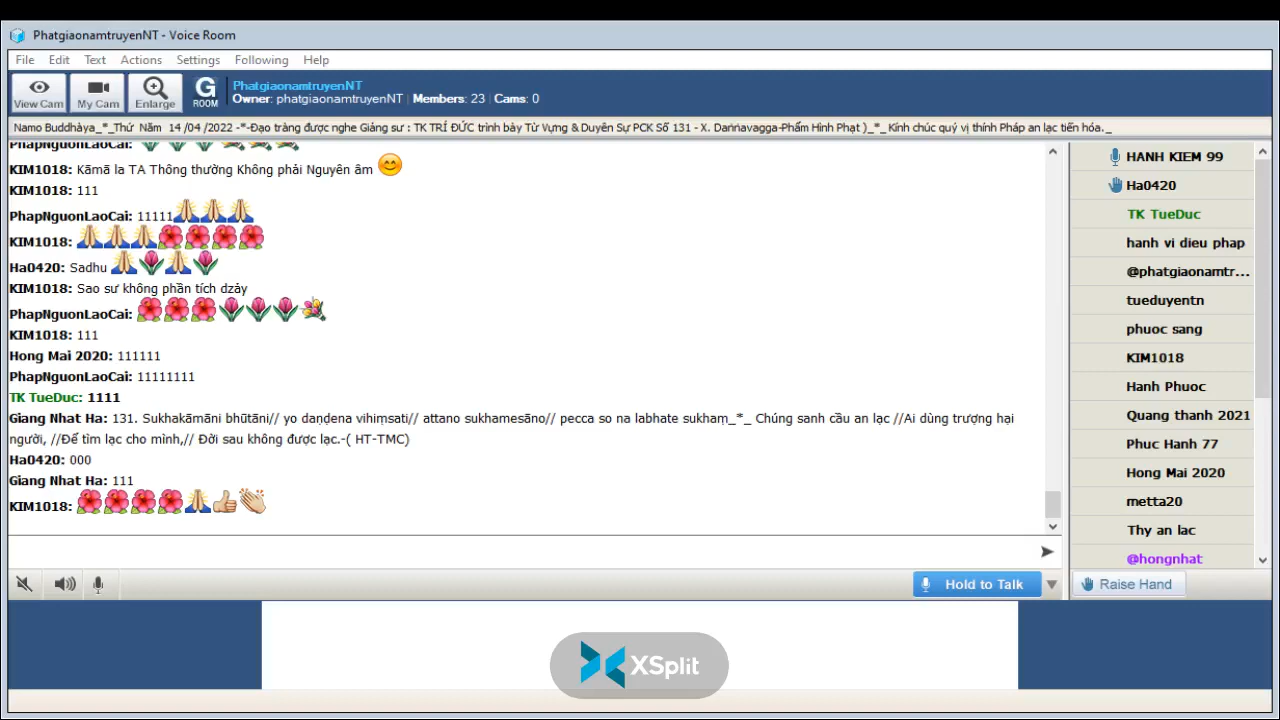 PhatgiaonamtruyenNT - Voice Room
File Edit Text Actions Settings Following Help
View Cam My Cam Enlarge G ROOM
PhatgiaonamtruyenNT
Owner: phatgiaonamtruyenNT | Members: 23 | Cams: 0
Namo Buddhàya_*_Thứ Năm 14 /04 /2022 -*-Đạo tràng được nghe Giảng sư : TK TRÍ ĐỨC trình bày Từ Vựng & Duyên Sự PCK Số 131 - X. Daṇṇavagga-Phẩm Hình Phạt )_*_ Kính chúc quý vị thính Pháp an lạc tiến hóa._
PhapNguonLaoCai:
KIM1018: Kāmā la TA Thông thường Không phải Nguyên âm
KIM1018: 111
PhapNguonLaoCai: 11111
KIM1018:
Ha0420: Sadhu
KIM1018: Sao sư không phần tích dzảy
PhapNguonLaoCai:
KIM1018: 111
Hong Mai 2020: 111111
PhapNguonLaoCai: 11111111
TK TueDuc: 1111
Giang Nhat Ha: 131. Sukhakāmāni bhūtāni// yo daṇḍena vihiṃsati// attano sukhamesāno// pecca so na labhate sukhaṃ_*_ Chúng sanh cầu an lạc //Ai dùng trượng hại
người, //Để tìm lạc cho mình,// Đời sau không được lạc.-( HT-TMC)
Ha0420: 000
Giang Nhat Ha: 111
KIM1018:
HANH KIEM 99
Ha0420
TK TueDuc
hanh vi dieu phap
@phatgiaonamtr...
tueduyentn
phuoc sang
KIM1018
Hanh Phuoc
Quang thanh 2021
Phuc Hanh 77
Hong Mai 2020
metta20
Thy an lac
@hongnhat
Hold to Talk
Raise Hand
XSplit